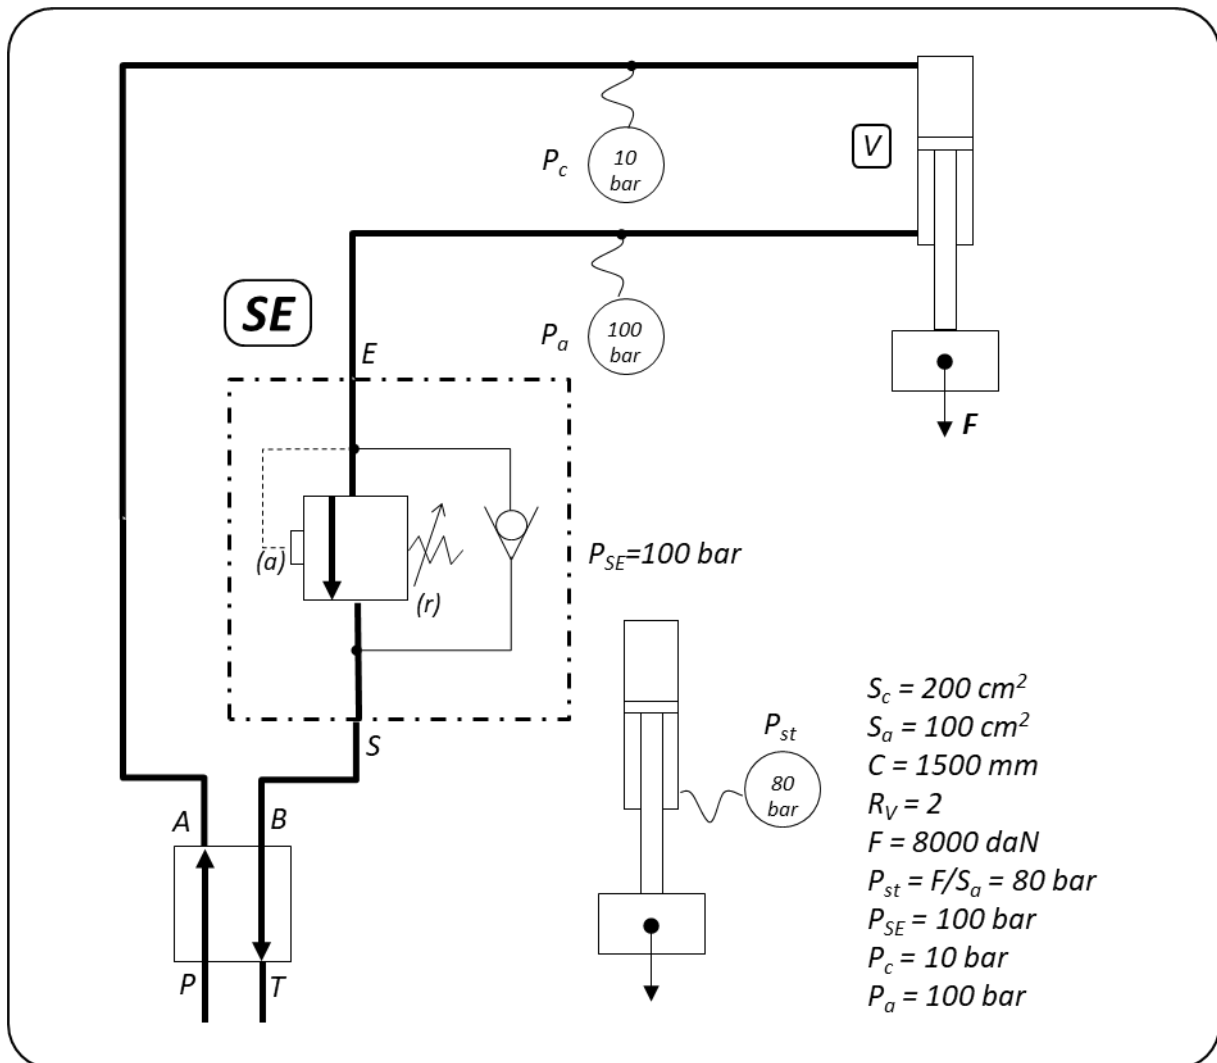 P_c
10
bar
V
SE
E
P_a
100
bar
F
(a)
(r)
P_SE=100 bar
S
P_st
80
bar
A
B
P
T
S_c = 200 cm²
S_a = 100 cm²
C = 1500 mm
R_V = 2
F = 8000 daN
P_st = F/S_a = 80 bar
P_SE = 100 bar
P_c = 10 bar
P_a = 100 bar